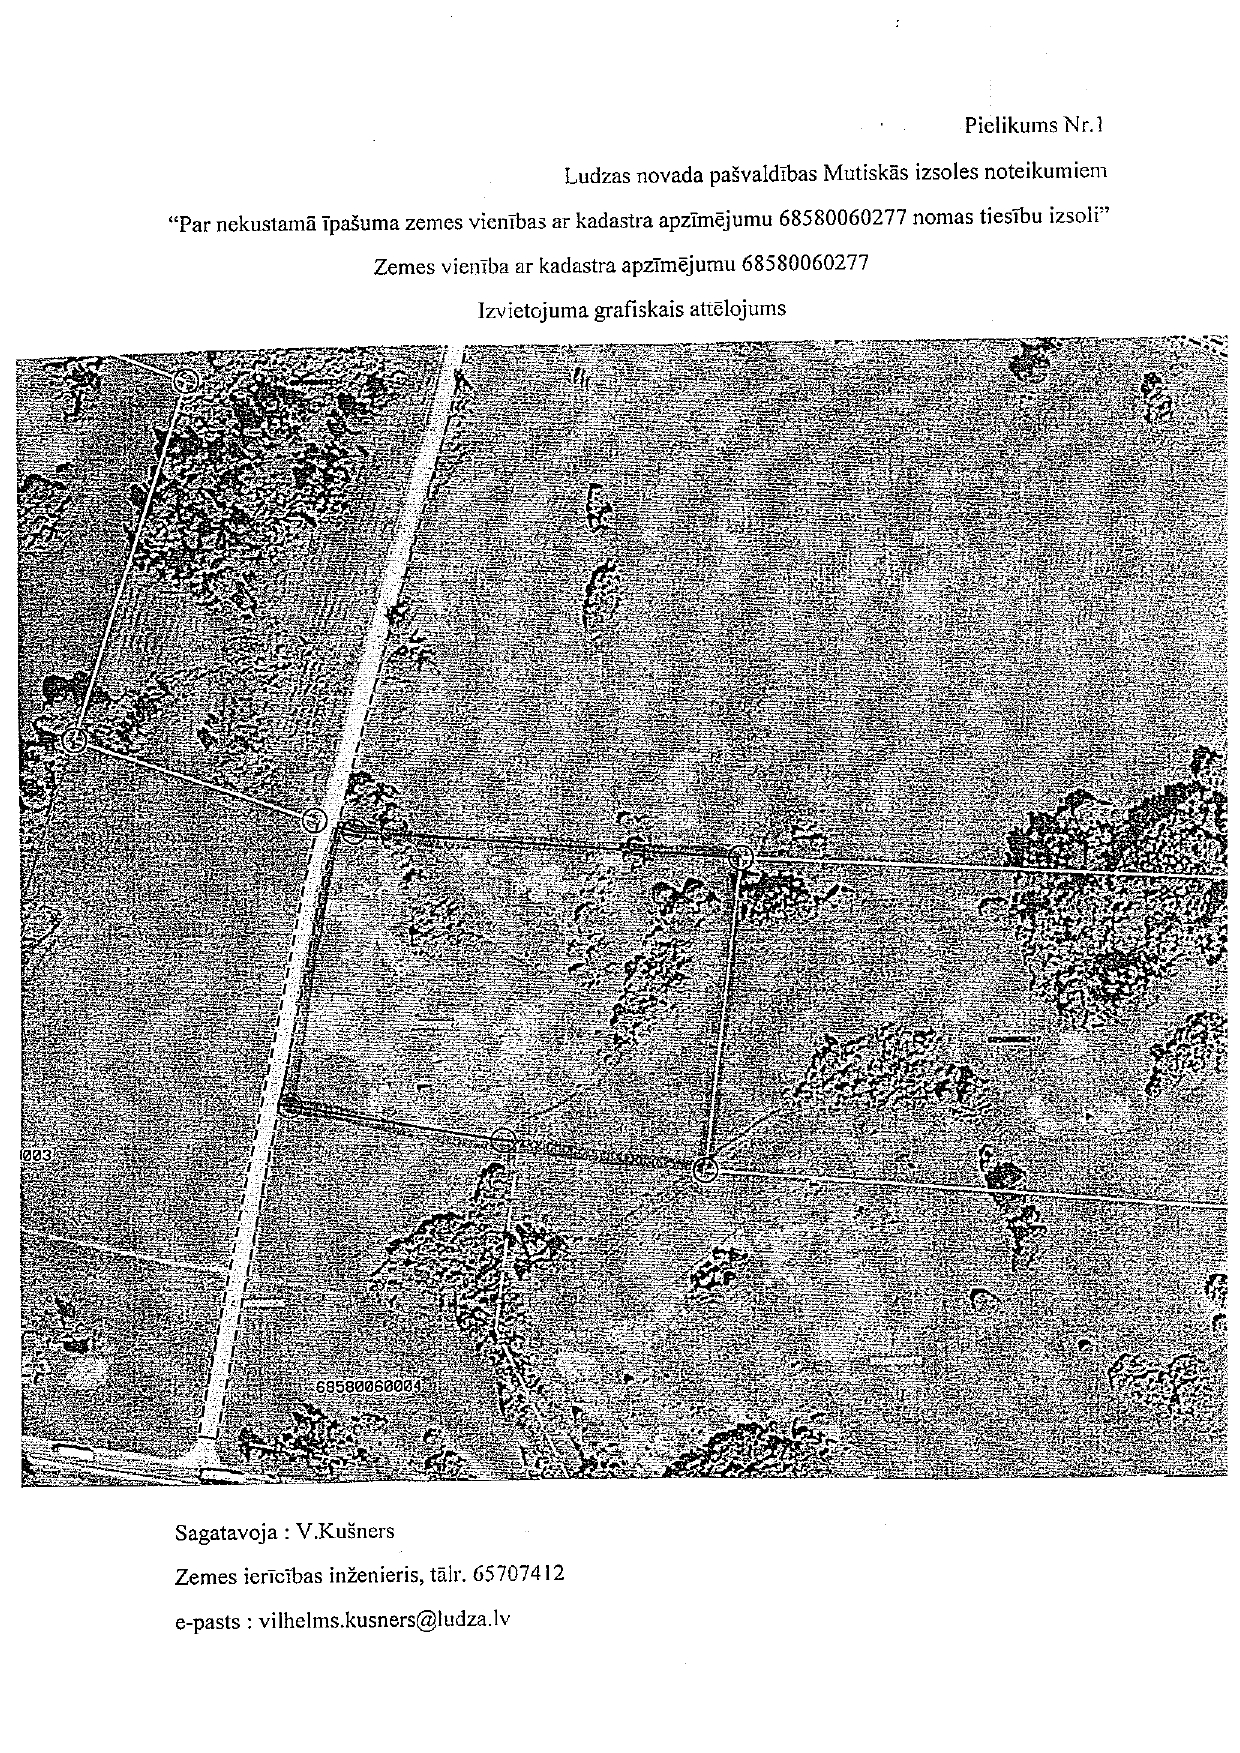 Pielikums Nr.1
Ludzas novada pašvaldības Mutiskās izsoles noteikumiem
“Par nekustamā īpašuma zemes vienības ar kadastra apzīmējumu 68580060277 nomas tiesību izsoli”
Zemes vienība ar kadastra apzīmējumu 68580060277
Izvietojuma grafiskais attēlojums
003
68580060004
Sagatavoja : V.Kušners
Zemes ierīcības inženieris, tālr. 65707412
e-pasts : vilhelms.kusners@ludza.lv